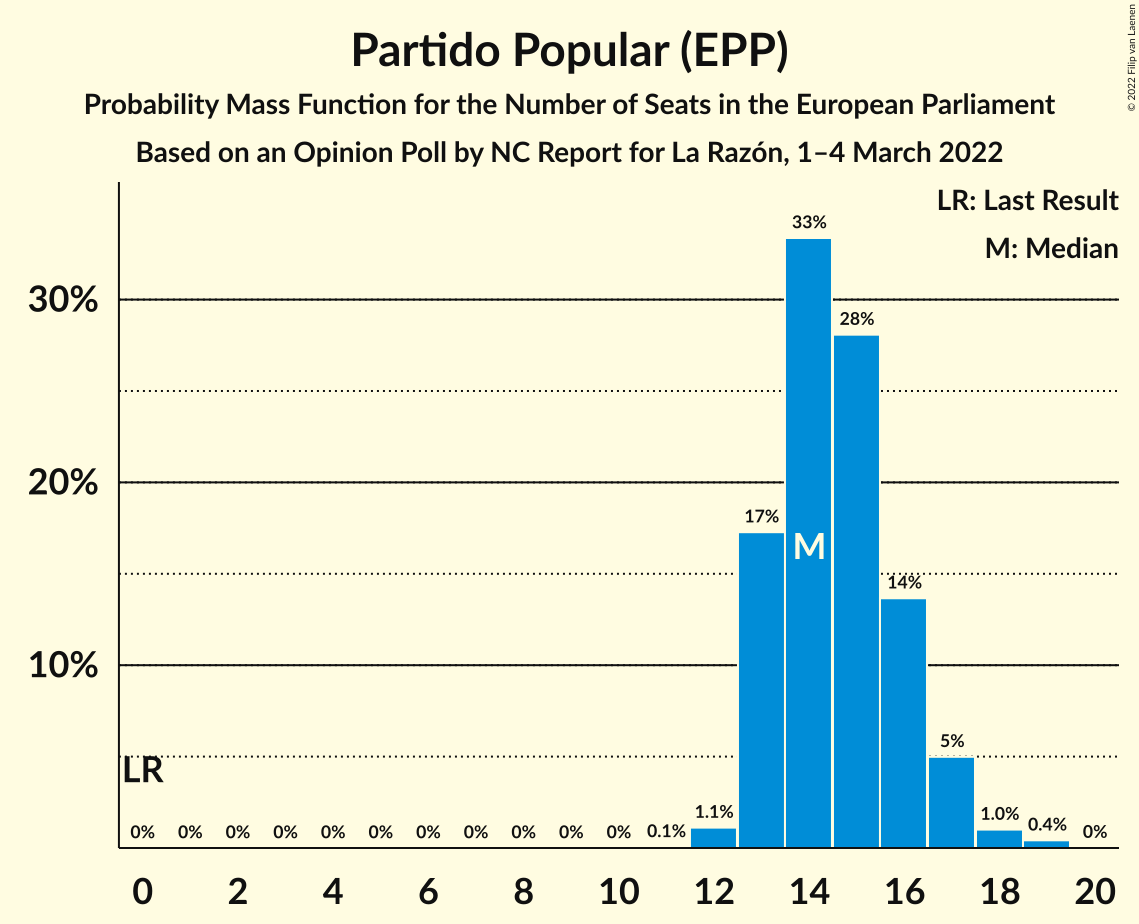 Partido Popular (EPP)
Probability Mass Function for the Number of Seats in the European Parliament
Based on an Opinion Poll by NC Report for La Razón, 1–4 March 2022
© 2022 Filip van Laenen
LR: Last Result
M: Median
33%
30%
28%
20%
17%
M
14%
10%
5%
LR
0% 0% 0% 0% 0% 0% 0% 0% 0% 0% 0% 0.1% 1.1% 1.0% 0.4% 0%
0 2 4 6 8 10 12 14 16 18 20